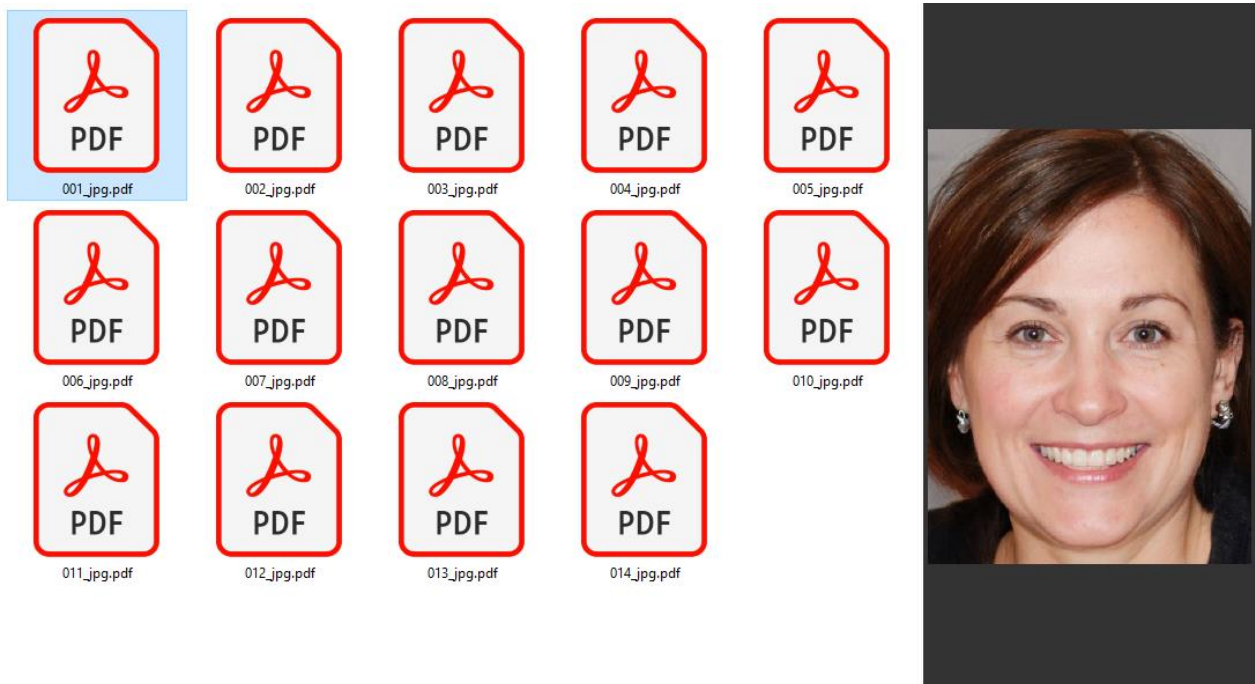 PDF PDF PDF PDF PDF
001_jpg.pdf 002_jpg.pdf 003_jpg.pdf 004_jpg.pdf 005_jpg.pdf
PDF PDF PDF PDF PDF
006_jpg.pdf 007_jpg.pdf 008_jpg.pdf 009_jpg.pdf 010_jpg.pdf
PDF PDF PDF PDF
011_jpg.pdf 012_jpg.pdf 013_jpg.pdf 014_jpg.pdf